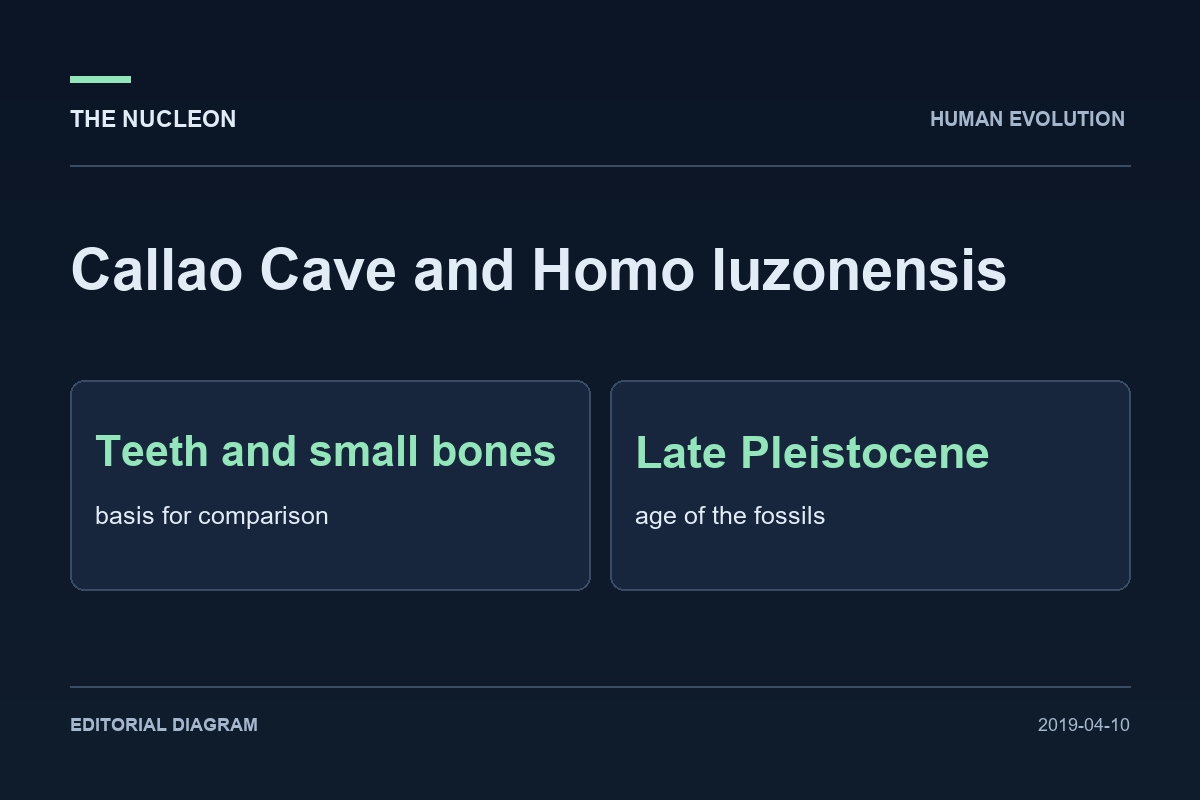 THE NUCLEON
HUMAN EVOLUTION
Callao Cave and Homo luzonensis
Teeth and small bones
basis for comparison
Late Pleistocene
age of the fossils
EDITORIAL DIAGRAM
2019-04-10